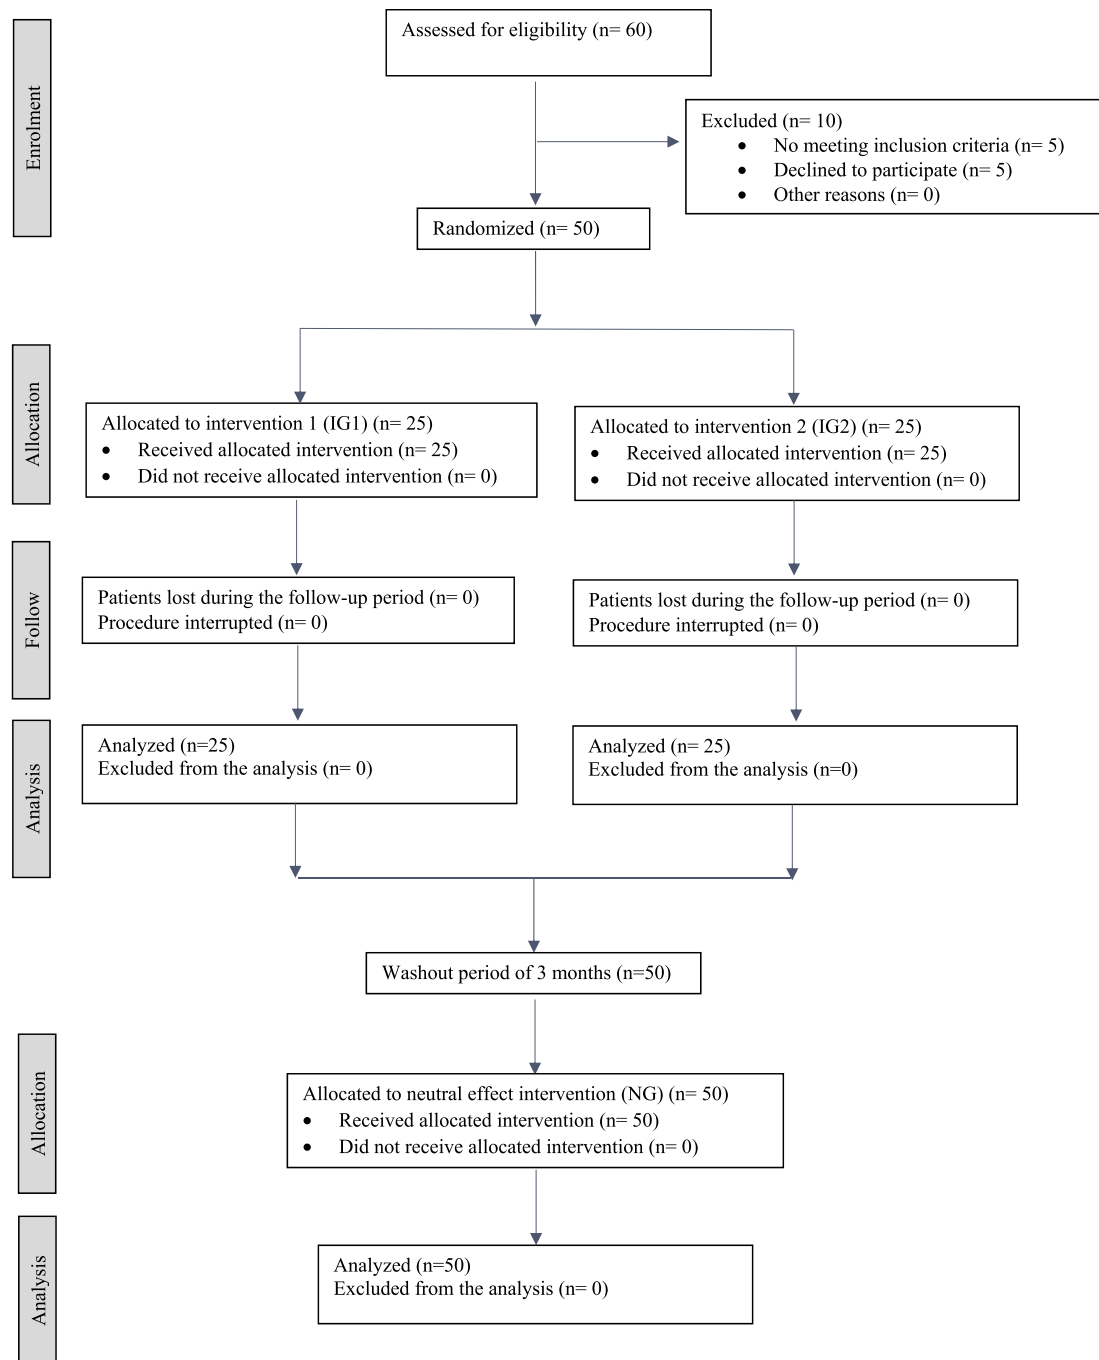 Enrolment
Assessed for eligibility (n= 60)
Excluded (n= 10)
• No meeting inclusion criteria (n= 5)
• Declined to participate (n= 5)
• Other reasons (n= 0)
Randomized (n= 50)
Allocation
Allocated to intervention 1 (IG1) (n= 25)
• Received allocated intervention (n= 25)
• Did not receive allocated intervention (n= 0)
Allocated to intervention 2 (IG2) (n= 25)
• Received allocated intervention (n= 25)
• Did not receive allocated intervention (n= 0)
Follow
Patients lost during the follow-up period (n= 0)
Procedure interrupted (n= 0)
Patients lost during the follow-up period (n= 0)
Procedure interrupted (n= 0)
Analysis
Analyzed (n=25)
Excluded from the analysis (n= 0)
Analyzed (n= 25)
Excluded from the analysis (n=0)
Washout period of 3 months (n=50)
Allocation
Allocated to neutral effect intervention (NG) (n= 50)
• Received allocated intervention (n= 50)
• Did not receive allocated intervention (n= 0)
Analysis
Analyzed (n=50)
Excluded from the analysis (n= 0)